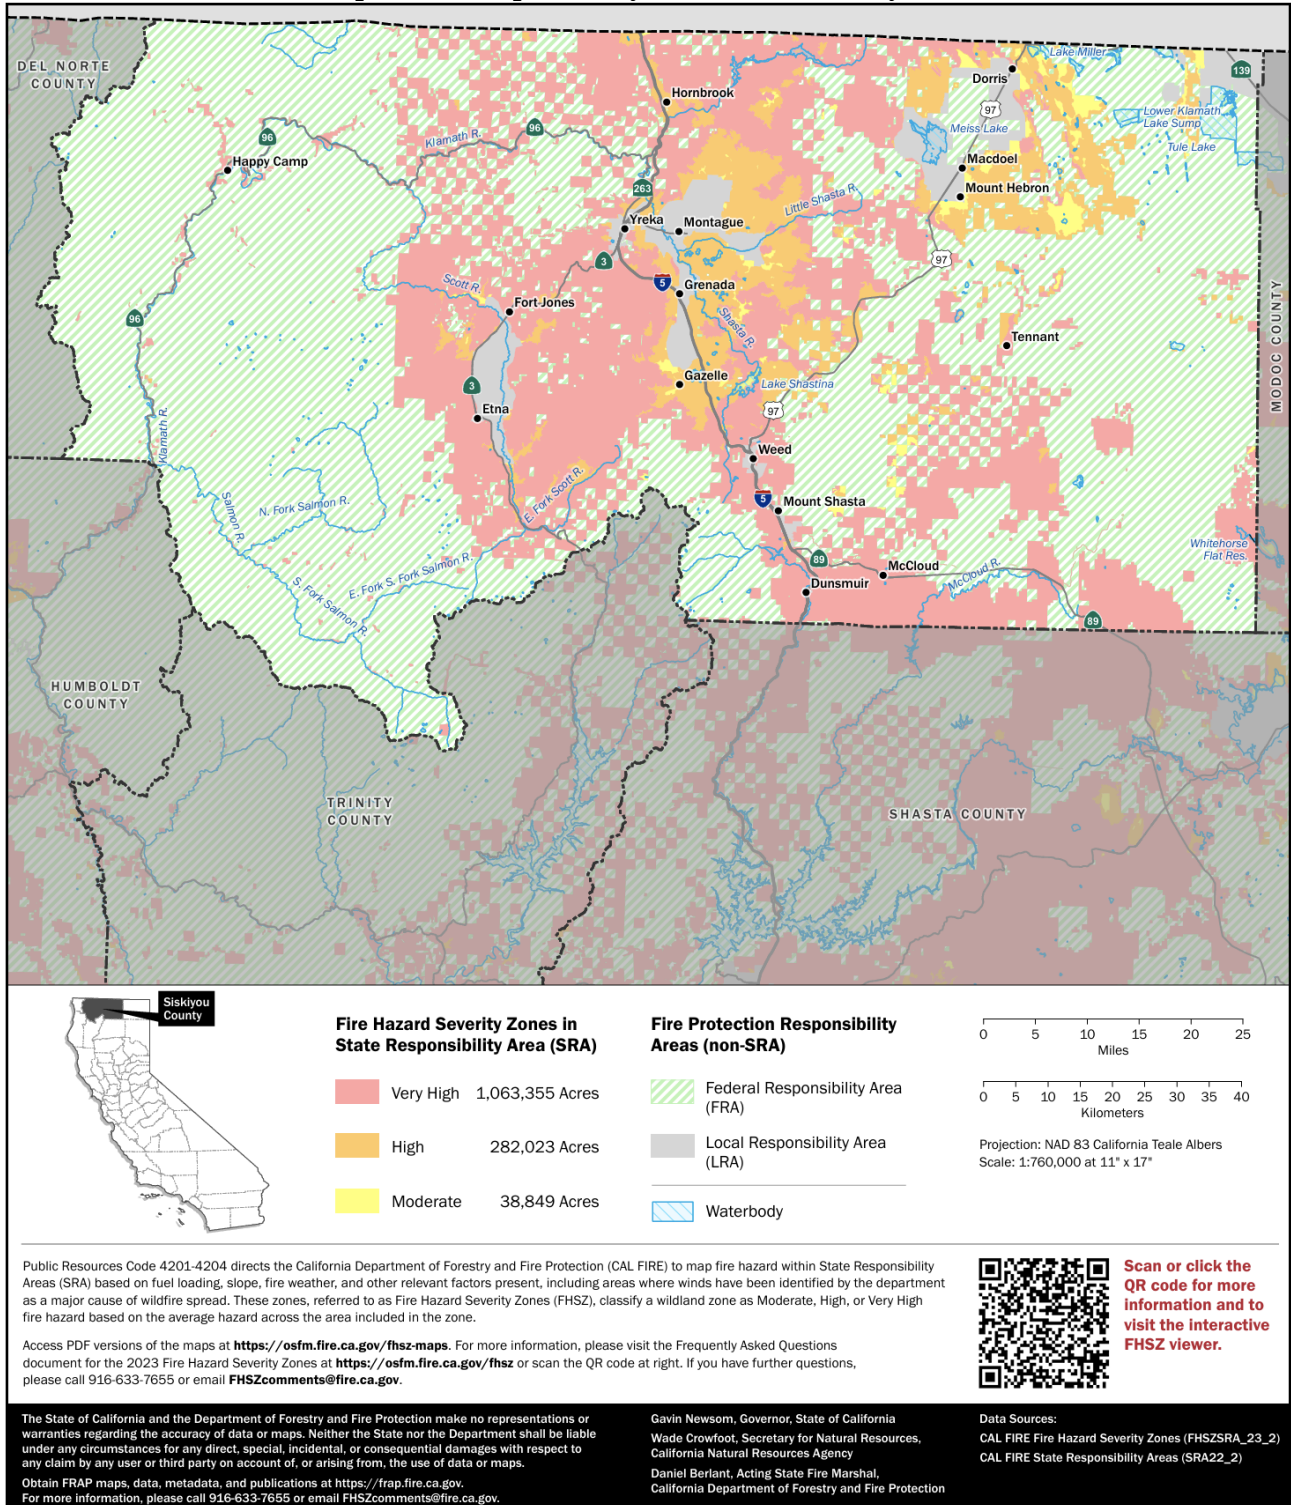 DEL NORTE
COUNTY
Lake Miller
139
Dorris
Hornbrook
97
Lower Klamath
Lake Sump
Klamath R.
96
96
Meiss Lake
Tule Lake
Happy Camp
Macdoel
263
Mount Hebron
Little Shasta R.
Yreka
Montague
3
97
5
Scott R.
Grenada
Fort Jones
96
Shasta R.
Tennant
MODOC COUNTY
Gazelle
3
Lake Shastina
Etna
97
Klamath R.
Weed
E. Fork Scott R.
5
Mount Shasta
Salmon R.
N. Fork Salmon R.
Whitehorse
Flat Res.
89
E. Fork S. Fork Salmon R.
McCloud
McCloud R.
Dunsmuir
S. Fork Salmon R.
89
HUMBOLDT
COUNTY
TRINITY
COUNTY
SHASTA COUNTY
Siskiyou
County
Fire Hazard Severity Zones in
State Responsibility Area (SRA)
Very High 1,063,355 Acres
High 282,023 Acres
Moderate 38,849 Acres
Fire Protection Responsibility
Areas (non-SRA)
Federal Responsibility Area
(FRA)
Local Responsibility Area
(LRA)
Waterbody
0 5 10 15 20 25
Miles
0 5 10 15 20 25 30 35 40
Kilometers
Projection: NAD 83 California Teale Albers
Scale: 1:760,000 at 11" x 17"
Public Resources Code 4201-4204 directs the California Department of Forestry and Fire Protection (CAL FIRE) to map fire hazard within State Responsibility
Areas (SRA) based on fuel loading, slope, fire weather, and other relevant factors present, including areas where winds have been identified by the department
as a major cause of wildfire spread. These zones, referred to as Fire Hazard Severity Zones (FHSZ), classify a wildland zone as Moderate, High, or Very High
fire hazard based on the average hazard across the area included in the zone.
Access PDF versions of the maps at https://osfm.fire.ca.gov/fhsz-maps. For more information, please visit the Frequently Asked Questions
document for the 2023 Fire Hazard Severity Zones at https://osfm.fire.ca.gov/fhsz or scan the QR code at right. If you have further questions,
please call 916-633-7655 or email FHSZcomments@fire.ca.gov.
Scan or click the
QR code for more
information and to
visit the interactive
FHSZ viewer.
The State of California and the Department of Forestry and Fire Protection make no representations or
warranties regarding the accuracy of data or maps. Neither the State nor the Department shall be liable
under any circumstances for any direct, special, incidental, or consequential damages with respect to
any claim by any user or third party on account of, or arising from, the use of data or maps.
Obtain FRAP maps, data, metadata, and publications at https://frap.fire.ca.gov.
For more information, please call 916-633-7655 or email FHSZcomments@fire.ca.gov.
Gavin Newsom, Governor, State of California
Wade Crowfoot, Secretary for Natural Resources,
California Natural Resources Agency
Daniel Berlant, Acting State Fire Marshal,
California Department of Forestry and Fire Protection
Data Sources:
CAL FIRE Fire Hazard Severity Zones (FHSZSRA_23_2)
CAL FIRE State Responsibility Areas (SRA22_2)